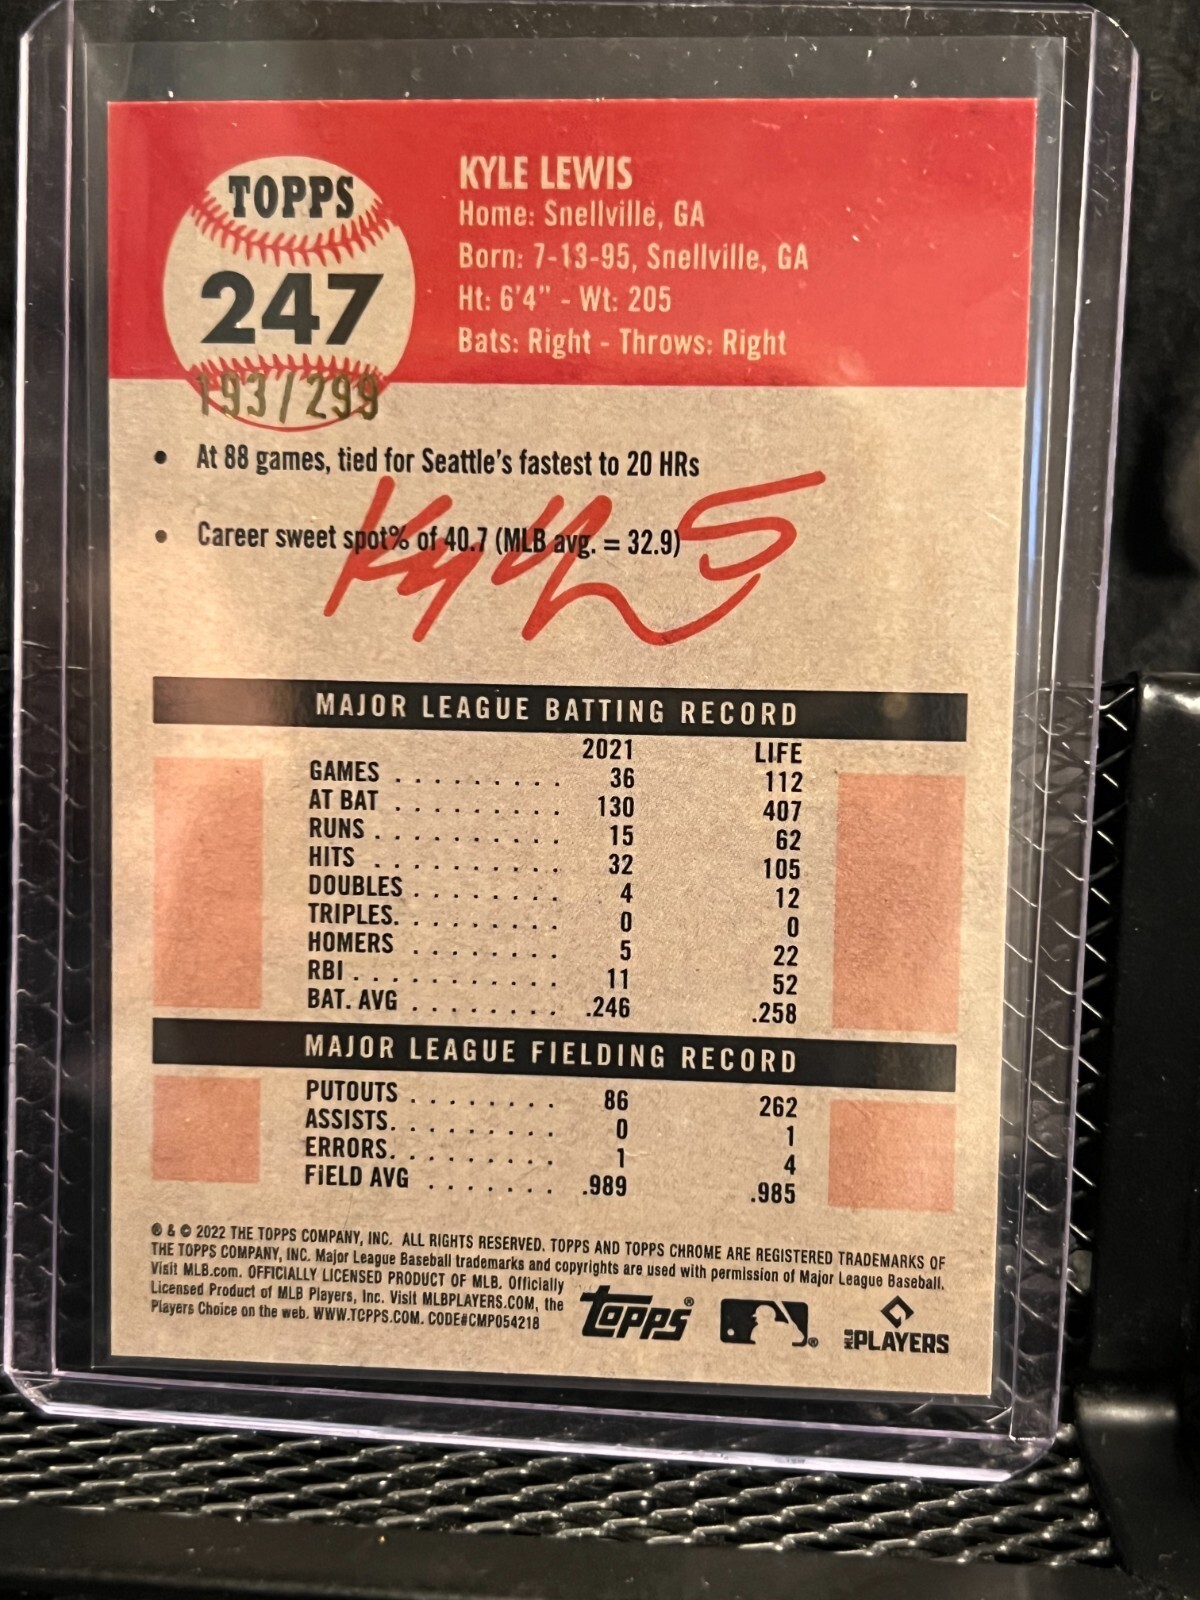 TOPPS
247
193/299
KYLE LEWIS
Home: Snellville, GA
Born: 7-13-95, Snellville, GA
Ht: 6'4" - Wt: 205
Bats: Right - Throws: Right
• At 88 games, tied for Seattle's fastest to 20 HRs
• Career sweet spot% of 40.7 (MLB avg. = 32.9)
5
MAJOR LEAGUE BATTING RECORD
2021 LIFE
GAMES . . . . . . . . . 36 112
AT BAT . . . . . . . . . 130 407
RUNS . . . . . . . . . . 15 62
HITS . . . . . . . . . . 32 105
DOUBLES . . . . . . . . 4 12
TRIPLES. . . . . . . . . 0 0
HOMERS . . . . . . . . 5 22
RBI . . . . . . . . . . . 11 52
BAT. AVG . . . . . . . . .246 .258
MAJOR LEAGUE FIELDING RECORD
PUTOUTS . . . . . . . . 86 262
ASSISTS. . . . . . . . . 0 1
ERRORS. . . . . . . . . 1 4
FIELD AVG . . . . . . . .989 .985
® & © 2022 THE TOPPS COMPANY, INC. ALL RIGHTS RESERVED. TOPPS AND TOPPS CHROME ARE REGISTERED TRADEMARKS OF
THE TOPPS COMPANY, INC. Major League Baseball trademarks and copyrights are used with permission of Major League Baseball.
Visit MLB.com. OFFICIALLY LICENSED PRODUCT OF MLB. Officially
Licensed Product of MLB Players, Inc. Visit MLBPLAYERS.COM, the
Players Choice on the web. WWW.TOPPS.COM. CODE#CMP054218
Topps®
®
MLB PLAYERS